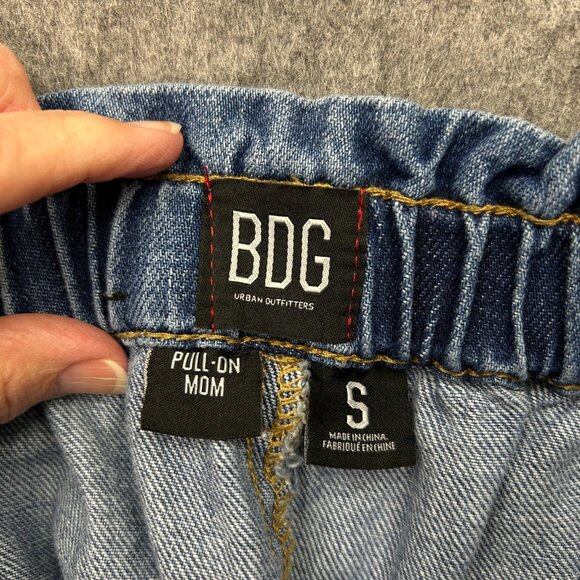 BDG
URBAN OUTFITTERS
PULL-ON
MOM
S
MADE IN CHINA.
FABRIQUÉ EN CHINE